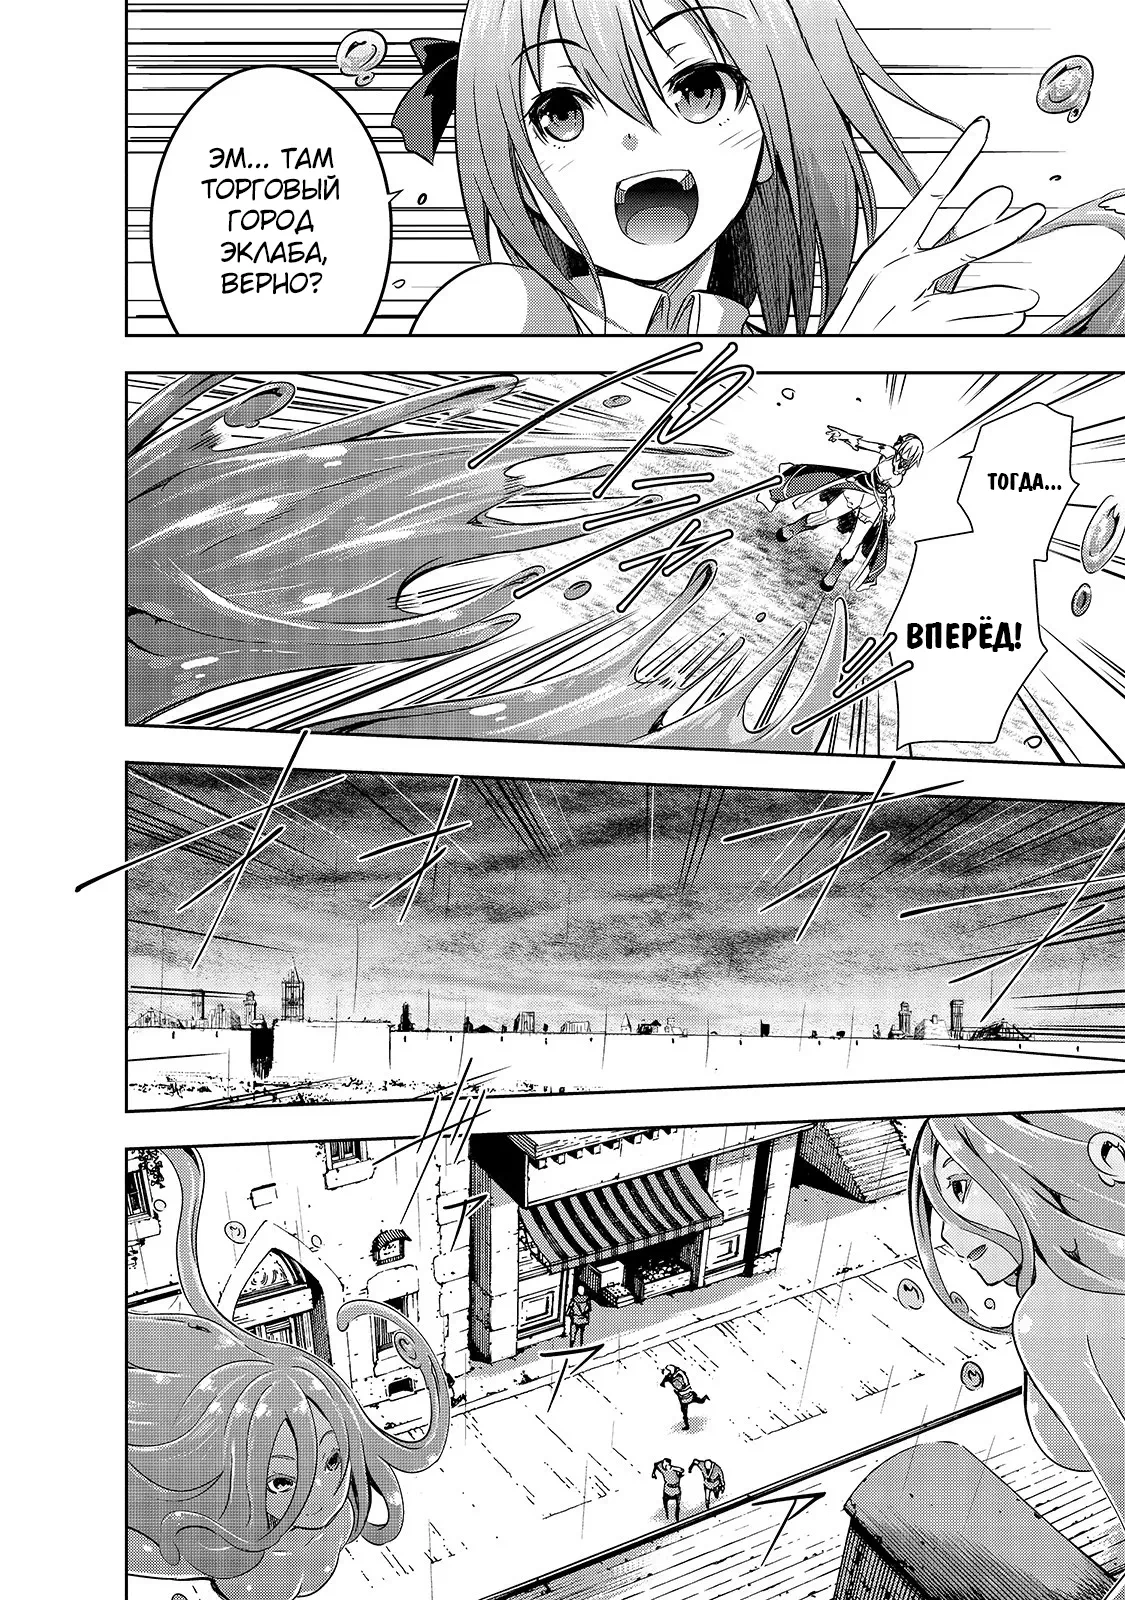 ЭМ... ТАМ
ТОРГОВЫЙ
ГОРОД
ЭКЛАБА,
ВЕРНО?
ТОГДА...
ВПЕРЁД!